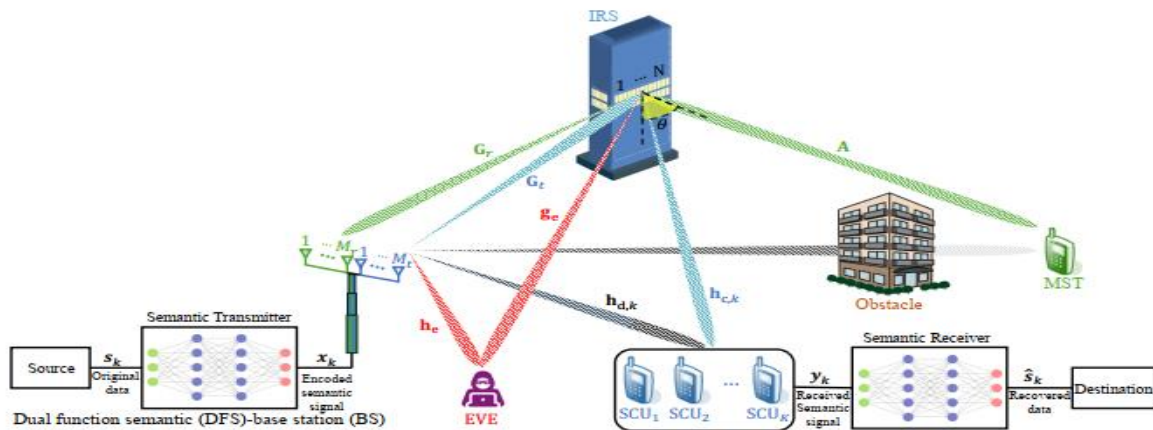 IRS
1 ... N
θ
G_r
G_t
A
g_e
1 ... M_r 1 ... M_t
MST
Obstacle
h_{d,k}
h_{c,k}
h_e
Semantic Transmitter
Semantic Receiver
Source
s_k
Original
data
x_k
Encoded
semantic
signal
EVE
SCU_1 SCU_2 ... SCU_K
y_k
Received
Semantic
signal
ŝ_k
Recovered
data
Destination
Dual function semantic (DFS)-base station (BS)